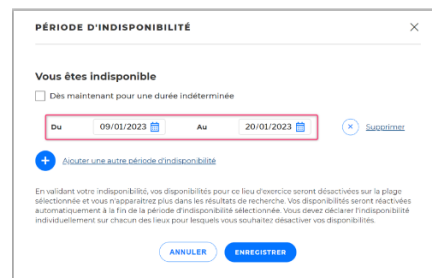 PÉRIODE D'INDISPONIBILITÉ
Vous êtes indisponible
Dès maintenant pour une durée indéterminée
Du 09/01/2023 Au 20/01/2023 Supprimer
Ajouter une autre période d'indisponibilité
En validant votre indisponibilité, vos disponibilités pour ce lieu d'exercice seront désactivées sur la plage
sélectionnée et vous n'apparaitrez plus dans les résultats de recherche. Vos disponibilités seront réactivées
automatiquement à la fin de la période d'indisponibilité sélectionnée. Vous devez déclarer l'indisponibilité
individuellement sur chacun des lieux pour lesquels vous souhaitez désactiver vos disponibilités.
ANNULER ENREGISTRER